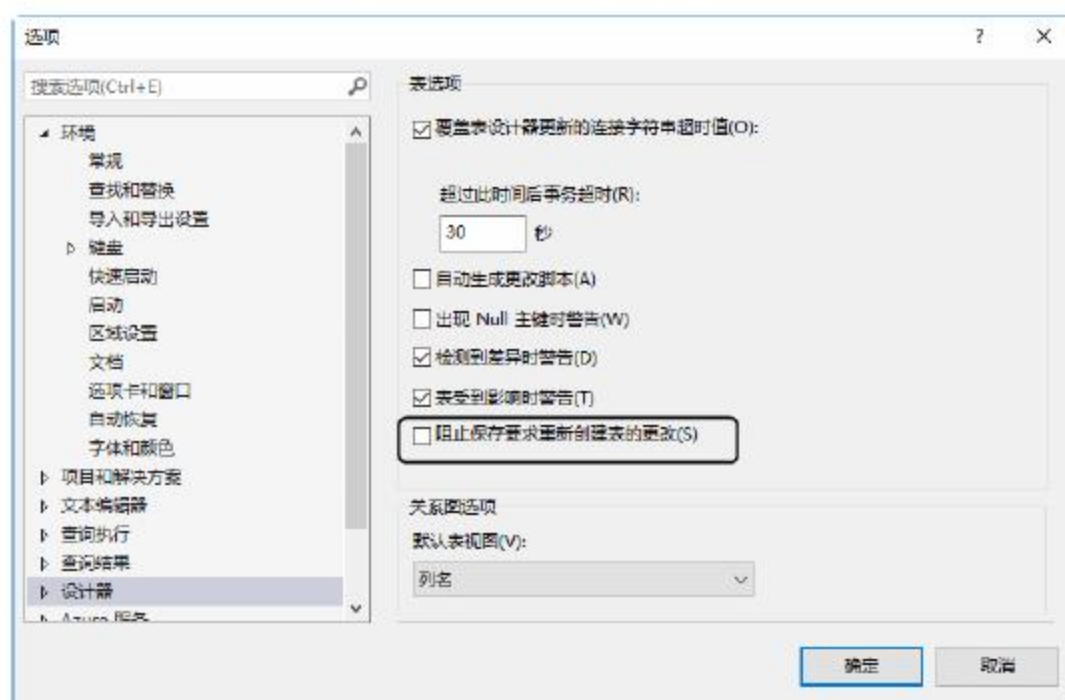 选项
?
搜索选项(Ctrl+E)
环境
常规
查找和替换
导入和导出设置
键盘
快速启动
启动
区域设置
文档
选项卡和窗口
自动恢复
字体和颜色
项目和解决方案
文本编辑器
查询执行
查询结果
设计器
Azure 服务
表选项
覆盖表设计器更新的连接字符串超时值(O):
超过此时间后事务超时(R):
30 秒
自动生成更改脚本(A)
出现 Null 主键时警告(W)
检测到差异时警告(D)
表受到影响时警告(T)
阻止保存要求重新创建表的更改(S)
关系图选项
默认表视图(V):
列名
确定
取消